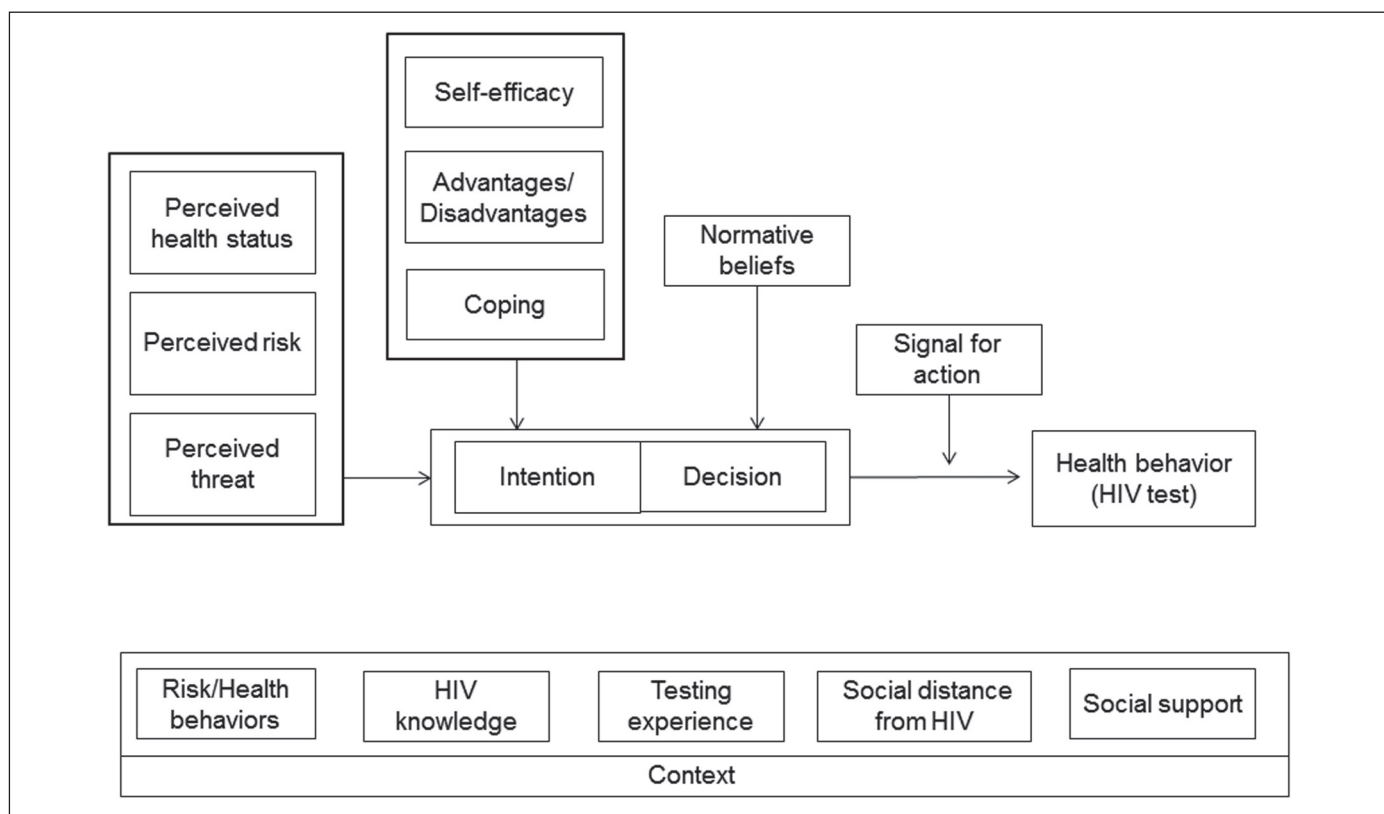 Self-efficacy
Advantages/
Disadvantages
Coping
Perceived
health status
Perceived risk
Perceived
threat
Normative
beliefs
Signal for
action
Intention
Decision
Health behavior
(HIV test)
Risk/Health
behaviors
HIV
knowledge
Testing
experience
Social distance
from HIV
Social support
Context